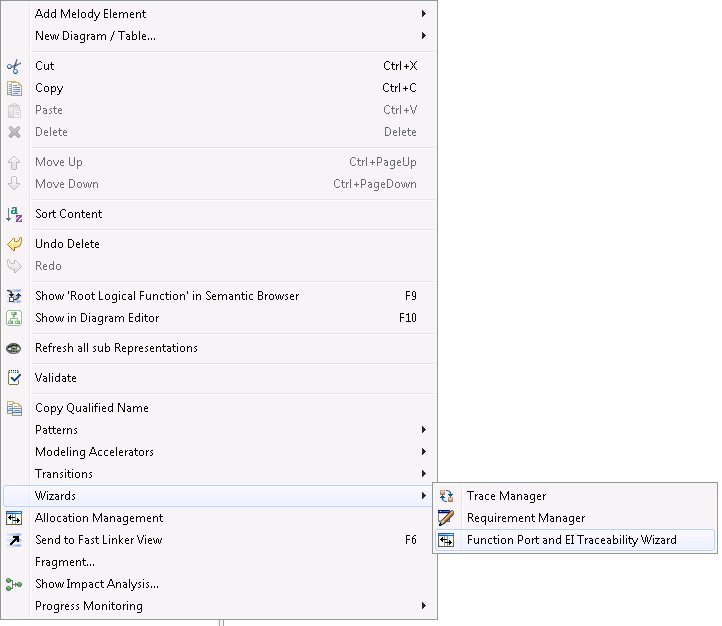 Add Melody Element
New Diagram / Table...
Cut Ctrl+X
Copy Ctrl+C
Paste Ctrl+V
Delete Delete
Move Up Ctrl+PageUp
Move Down Ctrl+PageDown
Sort Content
Undo Delete
Redo
Show 'Root Logical Function' in Semantic Browser F9
Show in Diagram Editor F10
Refresh all sub Representations
Validate
Copy Qualified Name
Patterns
Modeling Accelerators
Transitions
Wizards
Trace Manager
Requirement Manager
Function Port and EI Traceability Wizard
Allocation Management
Send to Fast Linker View F6
Fragment...
Show Impact Analysis...
Progress Monitoring